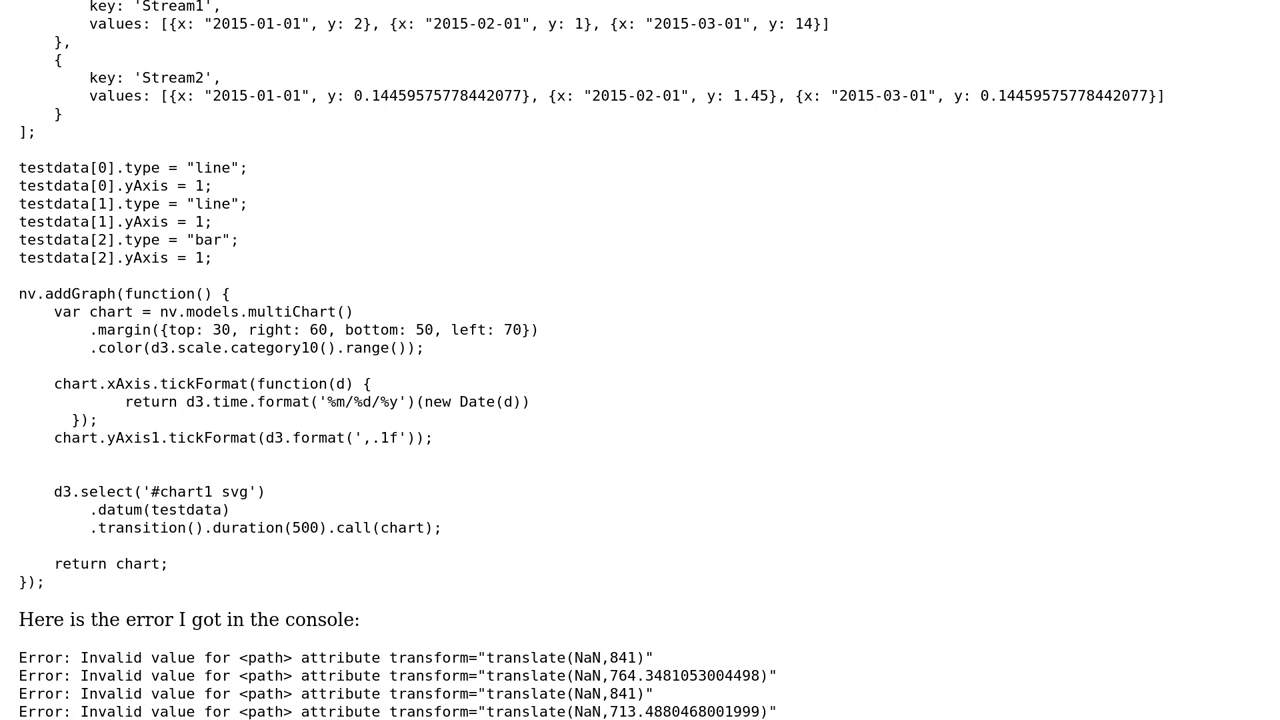 key: 'Stream1',
values: [{x: "2015-01-01", y: 2}, {x: "2015-02-01", y: 1}, {x: "2015-03-01", y: 14}]
},
{
key: 'Stream2',
values: [{x: "2015-01-01", y: 0.14459575778442077}, {x: "2015-02-01", y: 1.45}, {x: "2015-03-01", y: 0.14459575778442077}]
}
];
testdata[0].type = "line";
testdata[0].yAxis = 1;
testdata[1].type = "line";
testdata[1].yAxis = 1;
testdata[2].type = "bar";
testdata[2].yAxis = 1;
nv.addGraph(function() {
var chart = nv.models.multiChart()
.margin({top: 30, right: 60, bottom: 50, left: 70})
.color(d3.scale.category10().range());
chart.xAxis.tickFormat(function(d) {
return d3.time.format('%m/%d/%y')(new Date(d))
});
chart.yAxis1.tickFormat(d3.format(',.1f'));
d3.select('#chart1 svg')
.datum(testdata)
.transition().duration(500).call(chart);
return chart;
});
Here is the error I got in the console:
Error: Invalid value for <path> attribute transform="translate(NaN,841)"
Error: Invalid value for <path> attribute transform="translate(NaN,764.3481053004498)"
Error: Invalid value for <path> attribute transform="translate(NaN,841)"
Error: Invalid value for <path> attribute transform="translate(NaN,713.4880468001999)"